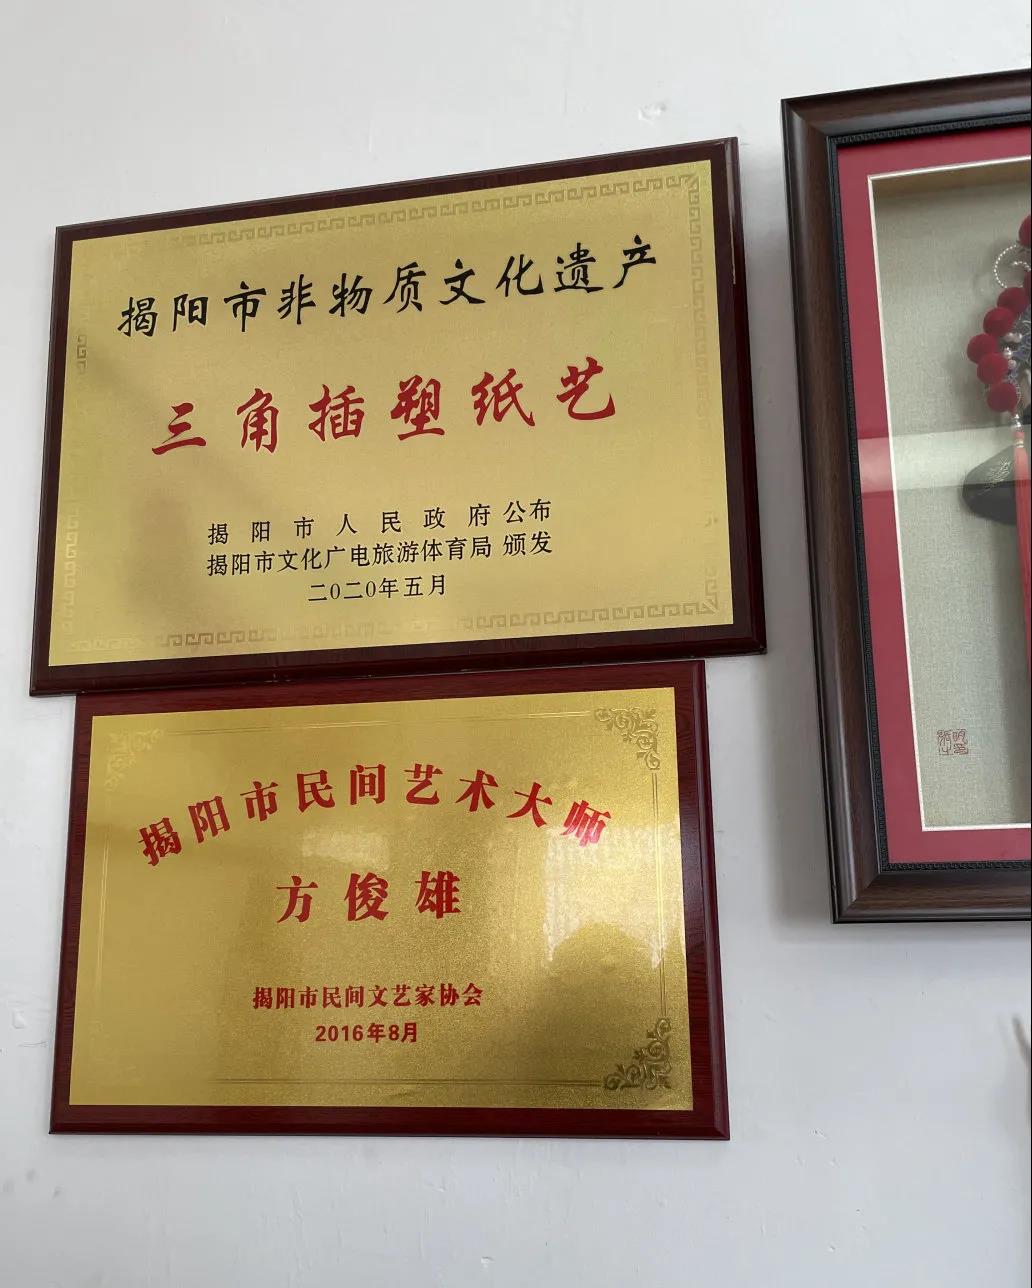 揭阳市非物质文化遗产
三角插塑纸艺
揭阳市人民政府公布
揭阳市文化广电旅游体育局 颁发
二〇二〇年五月
揭阳市民间艺术大师
方俊雄
揭阳市民间文艺家协会
2016年8月